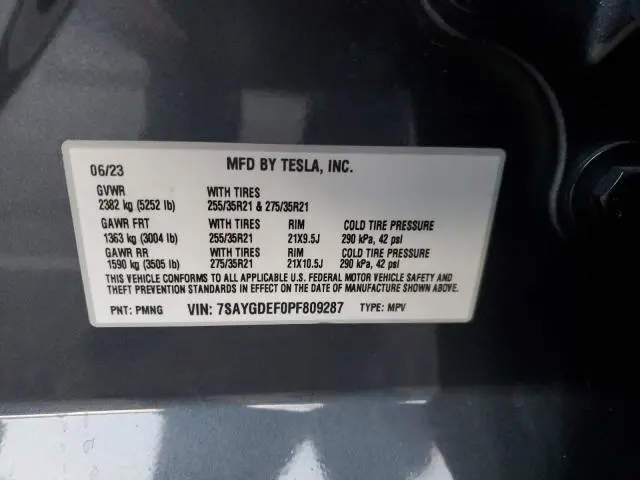 06/23 MFD BY TESLA, INC.
GVWR WITH TIRES
2382 kg (5252 lb) 255/35R21 & 275/35R21
GAWR FRT WITH TIRES RIM COLD TIRE PRESSURE
1363 kg (3004 lb) 255/35R21 21X9.5J 290 kPa, 42 psi
GAWR RR WITH TIRES RIM COLD TIRE PRESSURE
1590 kg (3505 lb) 275/35R21 21X10.5J 290 kPa, 42 psi
THIS VEHICLE CONFORMS TO ALL APPLICABLE U.S. FEDERAL MOTOR VEHICLE SAFETY AND
THEFT PREVENTION STANDARDS IN EFFECT ON THE DATE OF MANUFACTURE SHOWN ABOVE.
PNT: PMNG VIN: 7SAYGDEF0PF809287 TYPE: MPV